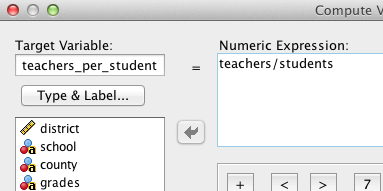 Compute V
Target Variable:
Numeric Expression:
teachers_per_student
=
teachers/students
Type & Label...
district
school
county
grades
+
<
>
7